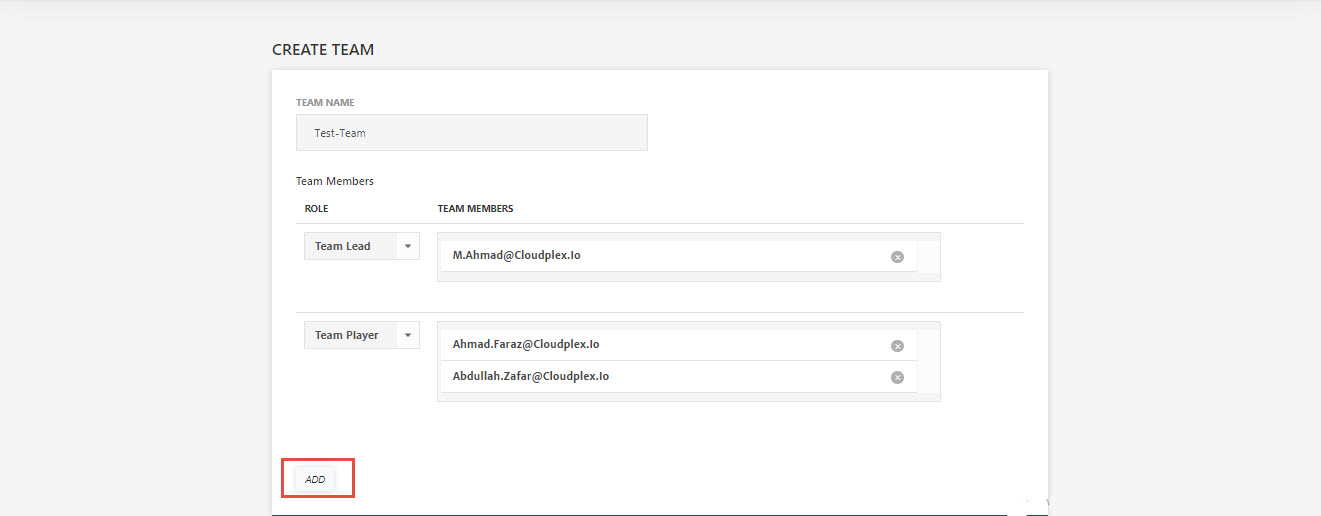 CREATE TEAM
TEAM NAME
Test-Team
Team Members
ROLE TEAM MEMBERS
Team Lead M.Ahmad@Cloudplex.Io
Team Player Ahmad.Faraz@Cloudplex.Io
Abdullah.Zafar@Cloudplex.Io
ADD